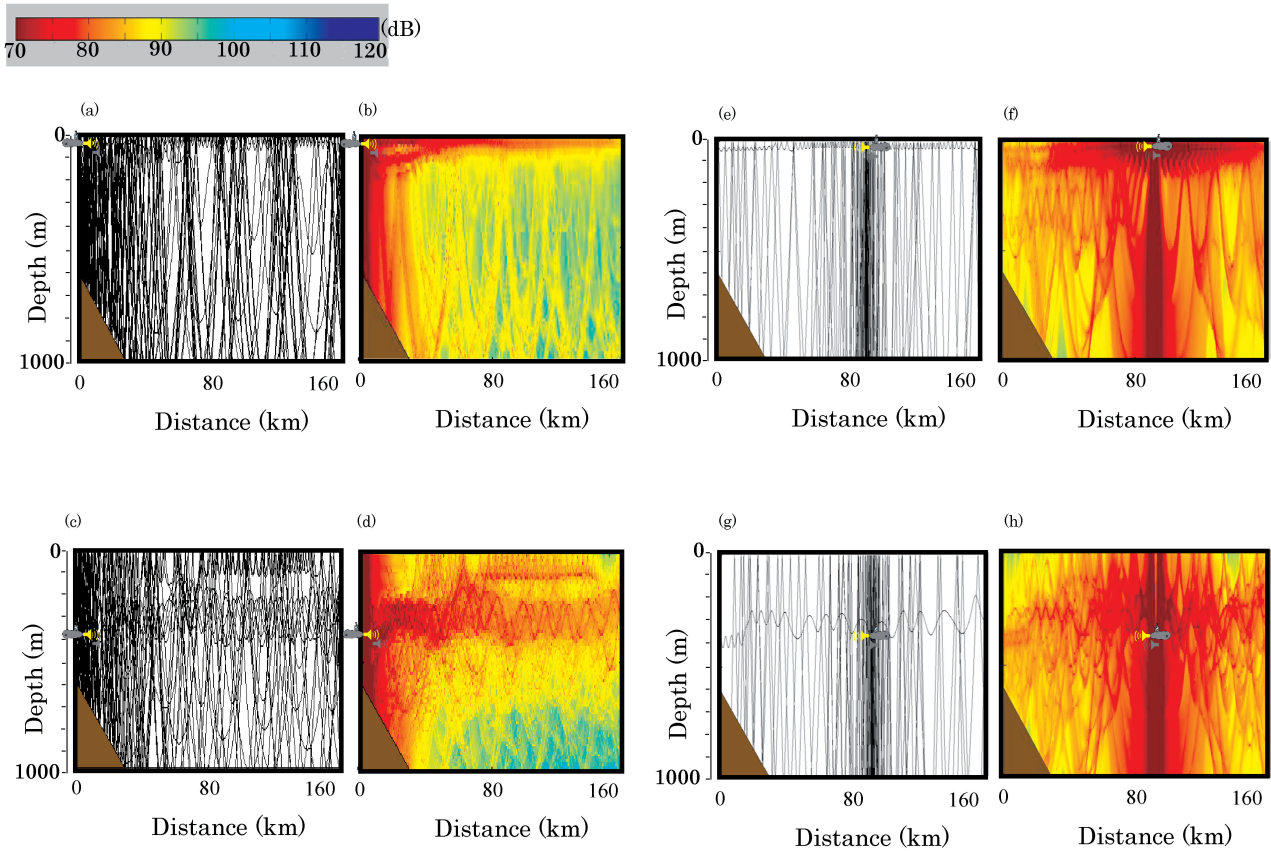 70 80 90 100 110 120 (dB)
(a) (b) (e) (f)
0 0
Depth (m) Depth (m)
1000 1000
0 80 160 0 80 160 0 80 160 0 80 160
Distance (km) Distance (km) Distance (km) Distance (km)
(c) (d) (g) (h)
0 0
Depth (m) Depth (m)
1000 1000
0 80 160 0 80 160 0 80 160 0 80 160
Distance (km) Distance (km) Distance (km) Distance (km)